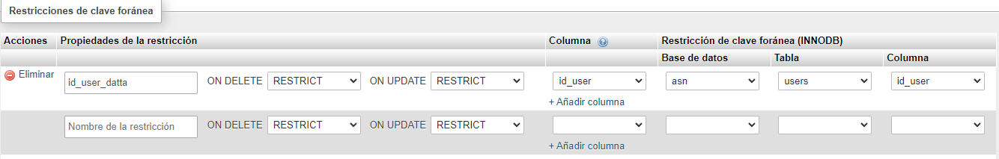 Restricciones de clave foránea
Acciones Propiedades de la restricción Columna Restricción de clave foránea (INNODB)
Base de datos Tabla Columna
Eliminar id_user_datta ON DELETE RESTRICT ON UPDATE RESTRICT id_user asn users id_user
+ Añadir columna
Nombre de la restricción ON DELETE RESTRICT ON UPDATE RESTRICT
+ Añadir columna